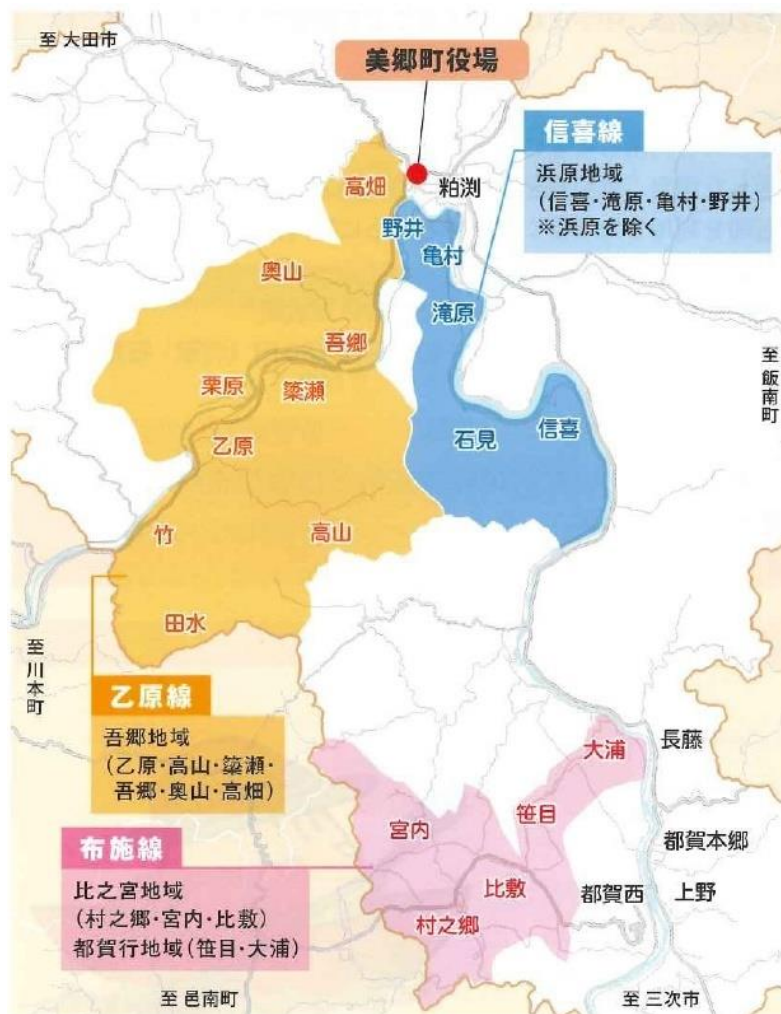 至 大田市
美郷町役場
信喜線
浜原地域
(信喜・滝原・亀村・野井)
※浜原を除く
高畑
粕渕
野井
亀村
奥山
滝原
吾郷
至 飯南町
栗原
簗瀬
石見
信喜
乙原
竹
高山
田水
至 川本町
乙原線
吾郷地域
(乙原・高山・簗瀬・
吾郷・奥山・高畑)
大浦
長藤
笹目
宮内
都賀本郷
布施線
比之宮地域
(村之郷・宮内・比敷)
都賀行地域(笹目・大浦)
比敷
都賀西
上野
村之郷
至 邑南町
至 三次市